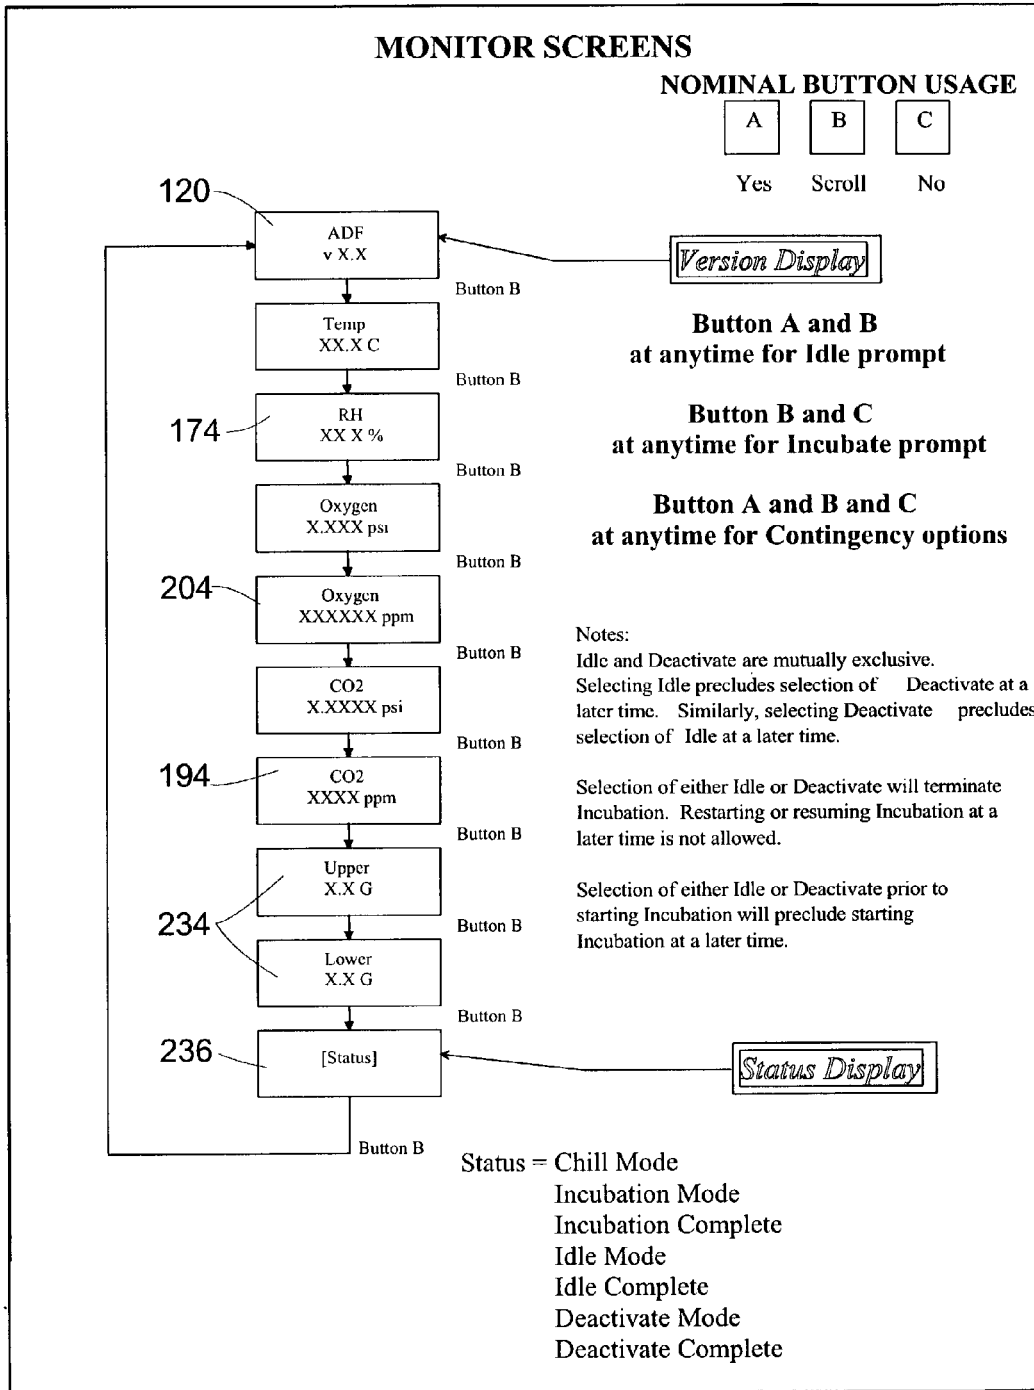 MONITOR SCREENS
NOMINAL BUTTON USAGE
A B C
Yes Scroll No
120
ADF
v X.X
Version Display
Button B
Temp
XX.X C
Button B
174
RH
XX X %
Button B
Oxygen
X.XXX psi
Button B
204
Oxygen
XXXXXX ppm
Button B
CO2
X.XXXX psi
Button B
194
CO2
XXXX ppm
Button B
234
Upper
X.X G
Button B
Lower
X.X G
Button B
236
[Status]
Status Display
Button B
Button A and B
at anytime for Idle prompt
Button B and C
at anytime for Incubate prompt
Button A and B and C
at anytime for Contingency options
Notes:
Idle and Deactivate are mutually exclusive.
Selecting Idle precludes selection of Deactivate at a
later time. Similarly, selecting Deactivate precludes
selection of Idle at a later time.
Selection of either Idle or Deactivate will terminate
Incubation. Restarting or resuming Incubation at a
later time is not allowed.
Selection of either Idle or Deactivate prior to
starting Incubation will preclude starting
Incubation at a later time.
Status = Chill Mode
Incubation Mode
Incubation Complete
Idle Mode
Idle Complete
Deactivate Mode
Deactivate Complete